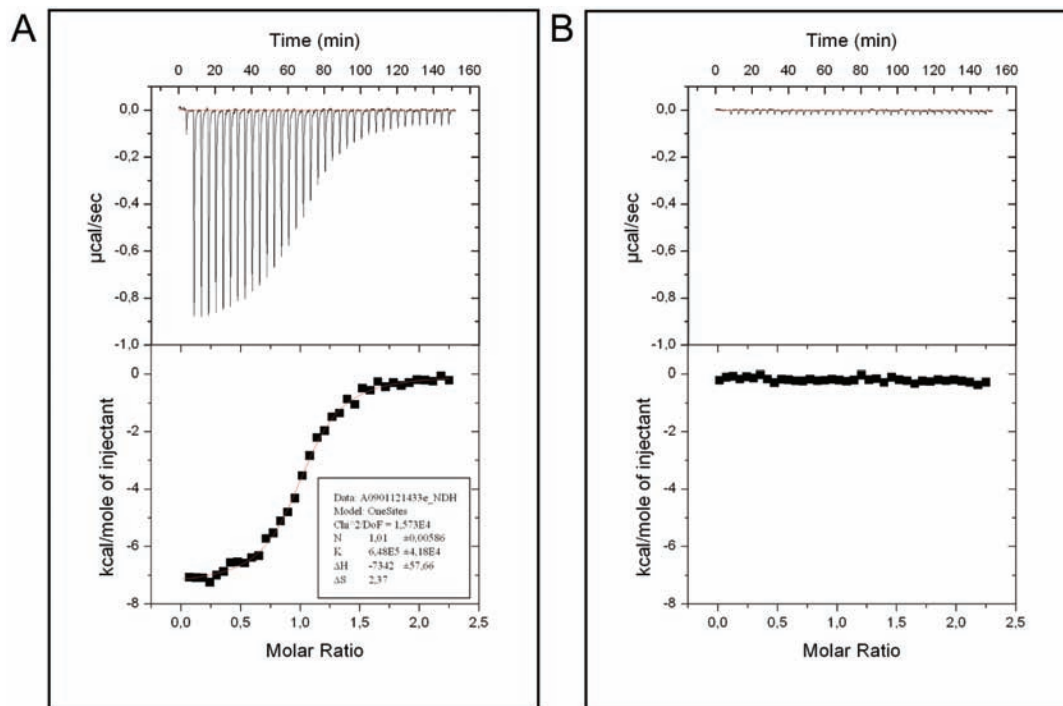 A
Time (min)
0 20 40 60 80 100 120 140 160
0,0
-0,2
-0,4
-0,6
-0,8
-1,0
µcal/sec
0
-2
-4
-6
-8
kcal/mole of injectant
Data: A0901121433e_NDH
Model: OneSites
Chi^2/DoF = 1,573E4
N 1,01 ±0,00586
K 6,48E5 ±4,18E4
ΔH -7342 ±57,66
ΔS 2,37
0,0 0,5 1,0 1,5 2,0 2,5
Molar Ratio
B
Time (min)
0 20 40 60 80 100 120 140 160
0,0
-0,2
-0,4
-0,6
-0,8
-1,0
µcal/sec
0
-2
-4
-6
-8
kcal/mole of injectant
0,0 0,5 1,0 1,5 2,0 2,5
Molar Ratio